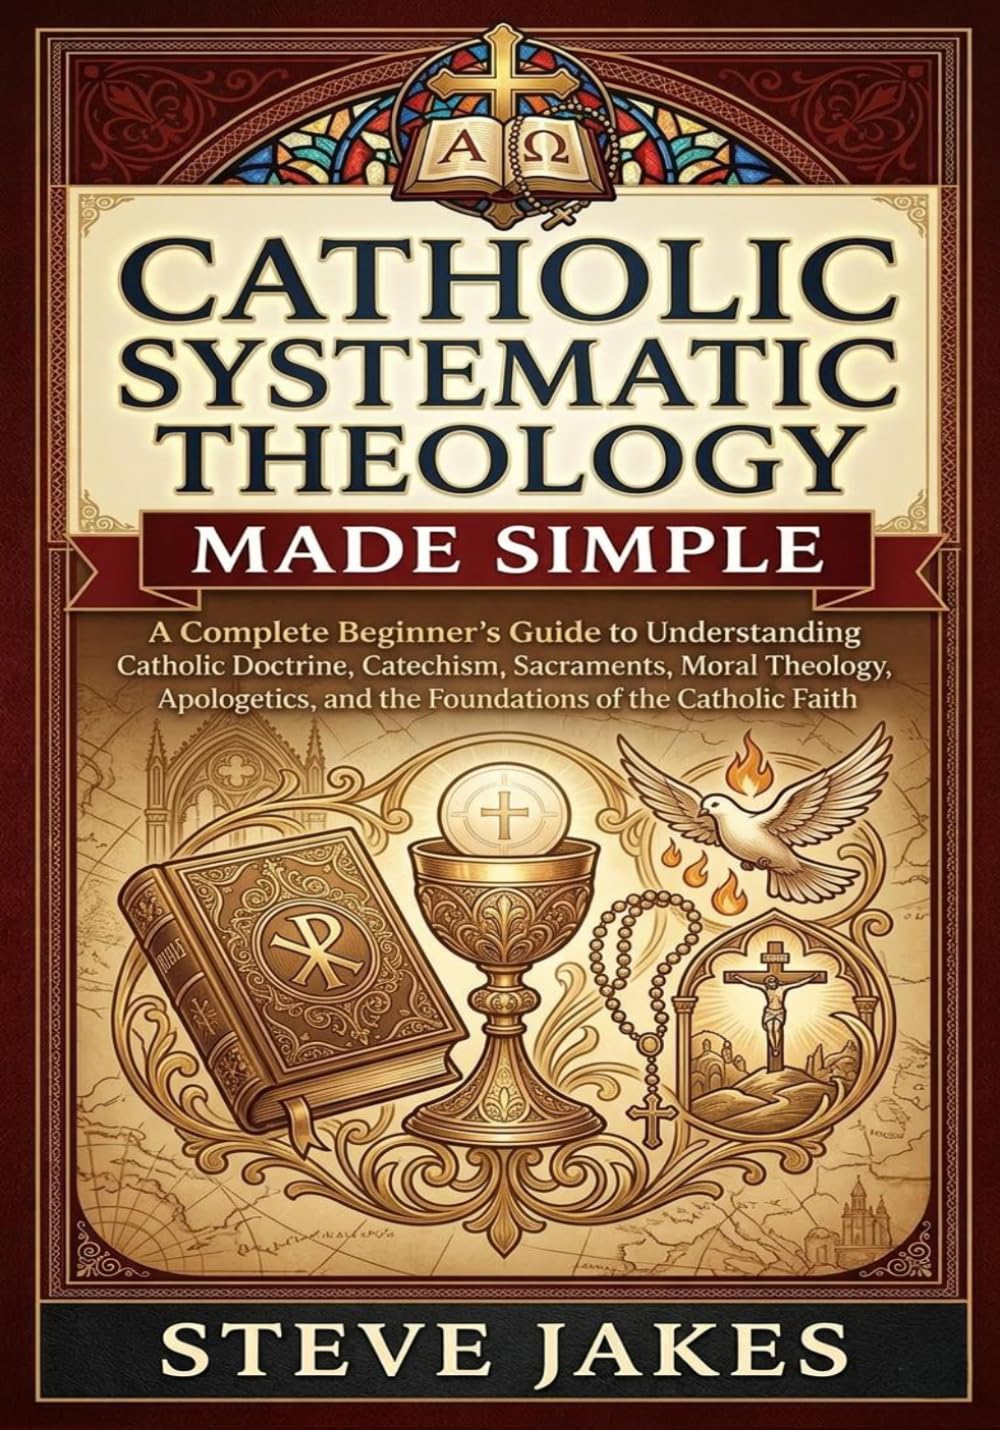 Α Ω
CATHOLIC
SYSTEMATIC
THEOLOGY
MADE SIMPLE
A Complete Beginner's Guide to Understanding
Catholic Doctrine, Catechism, Sacraments, Moral Theology,
Apologetics, and the Foundations of the Catholic Faith
STEVE JAKES